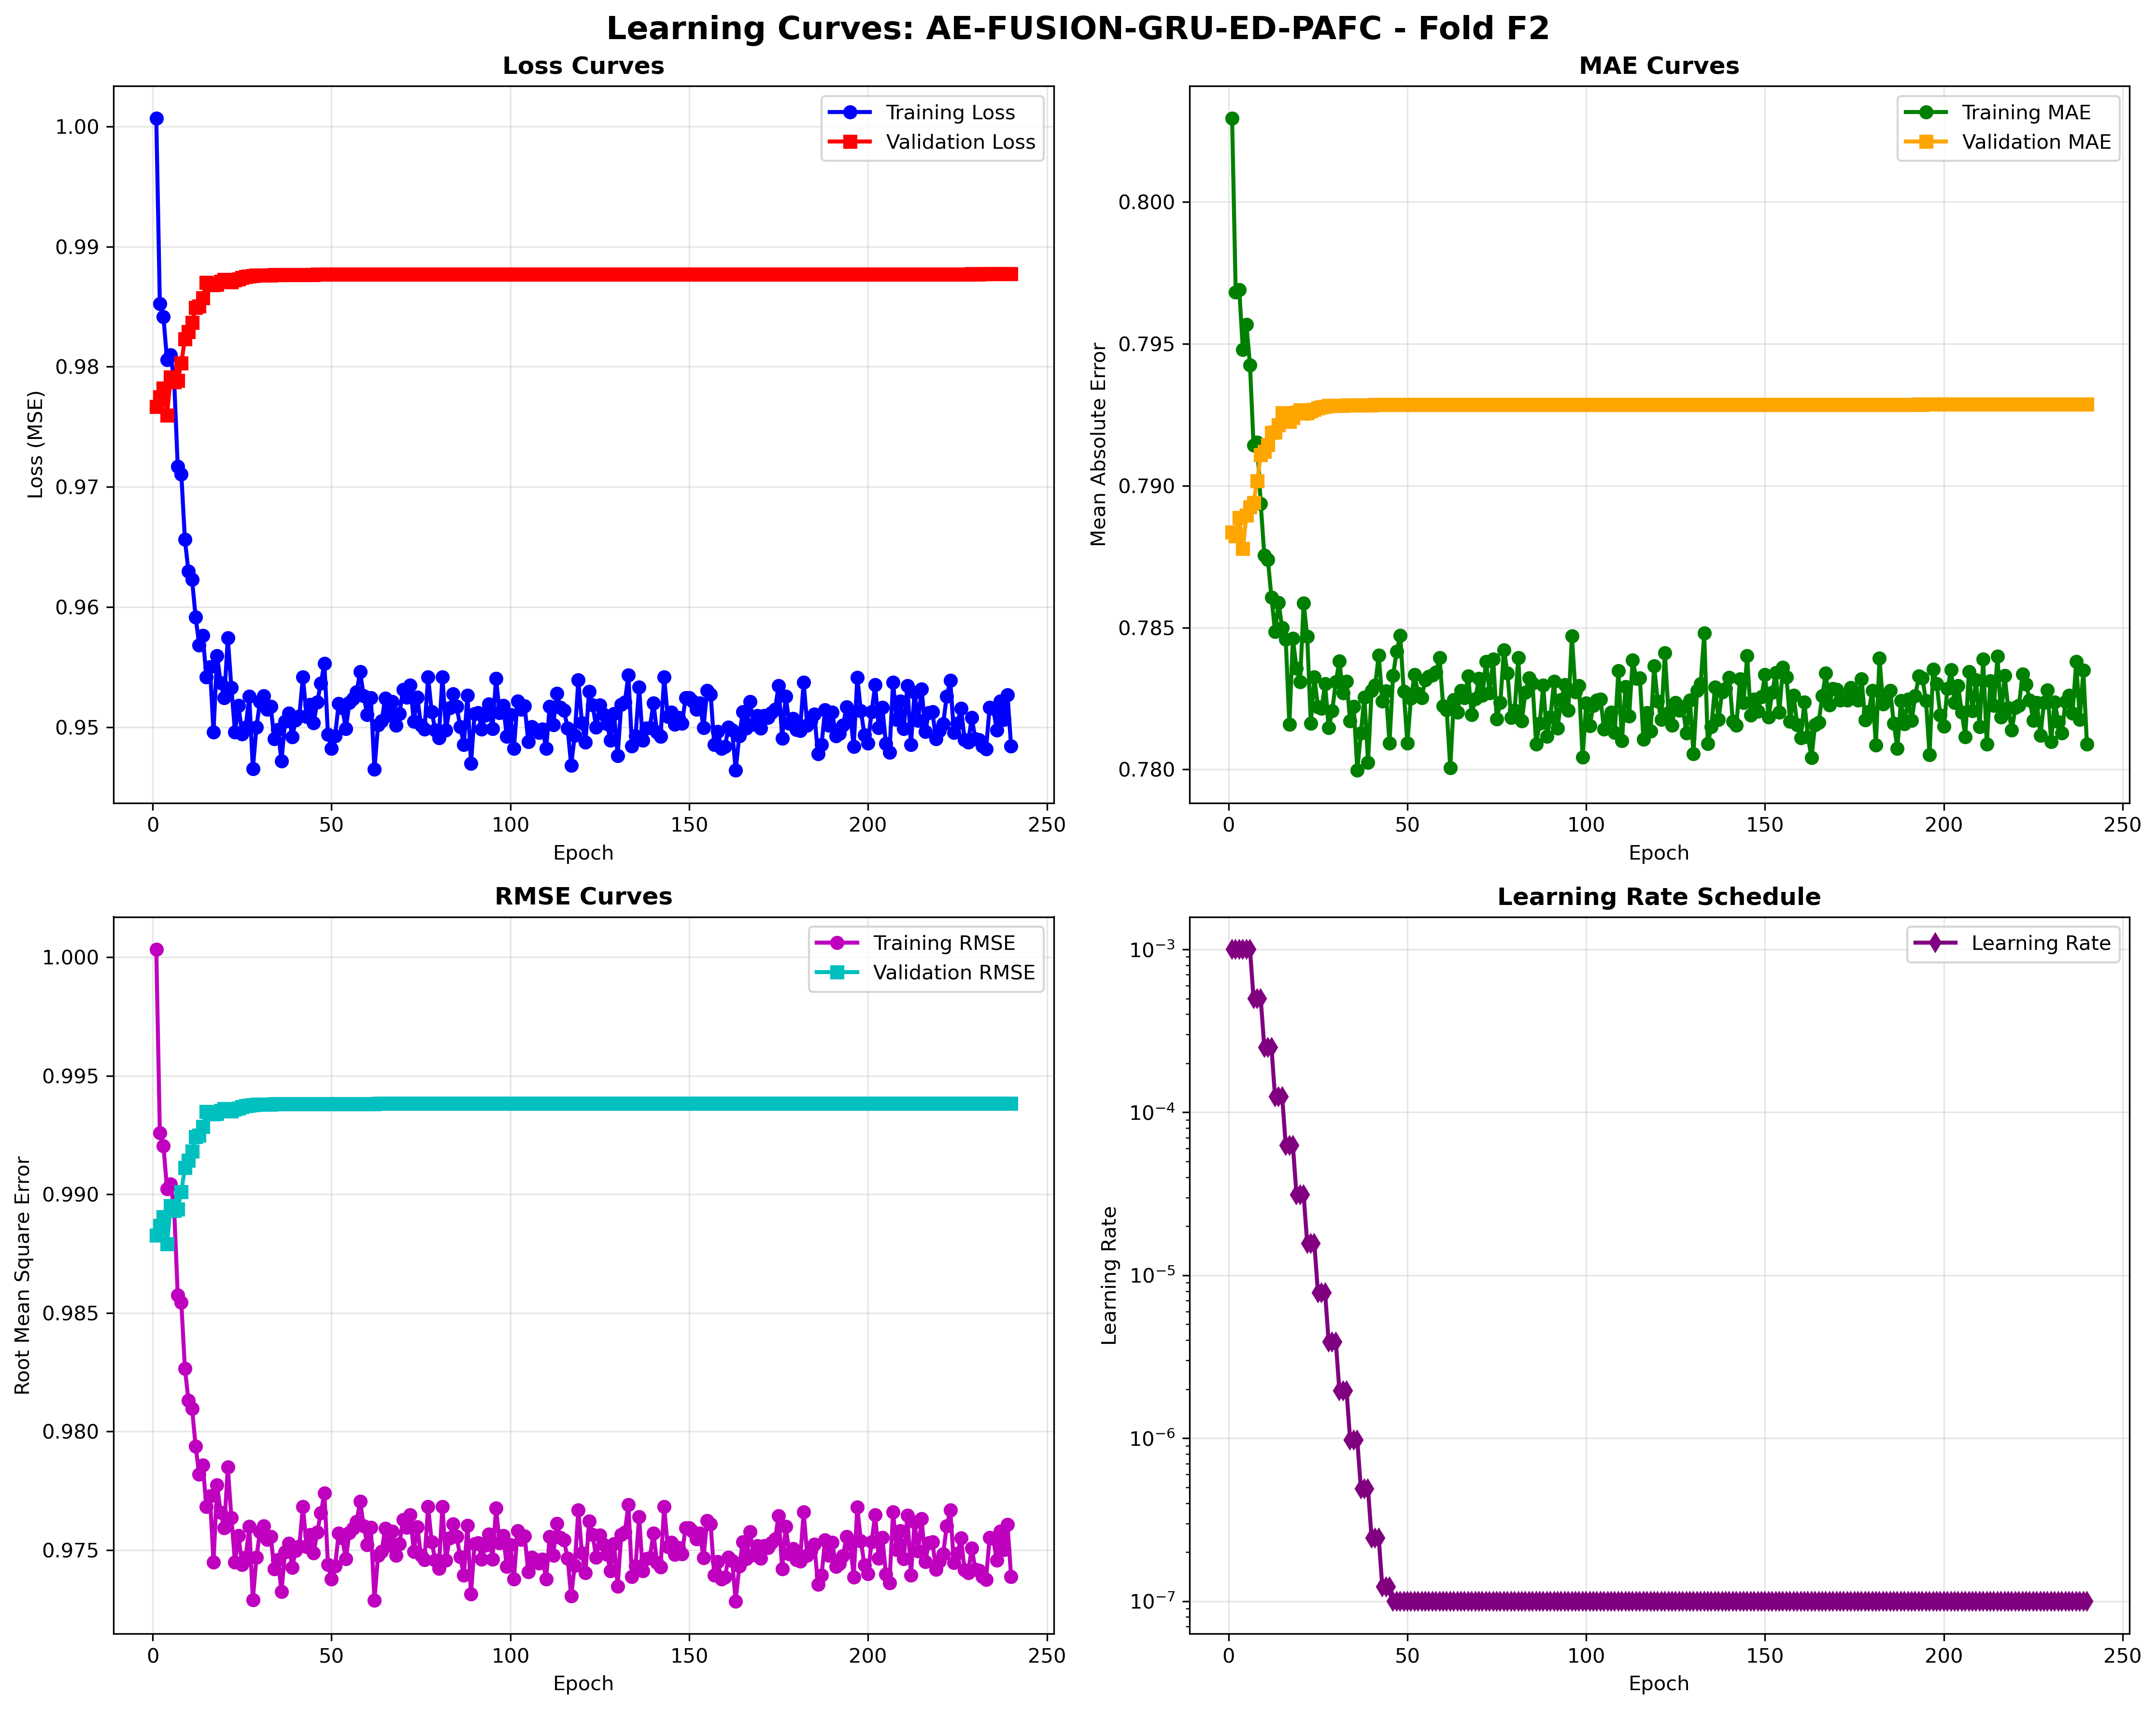 Learning Curves: AE-FUSION-GRU-ED-PAFC - Fold F2
Loss Curves
Training Loss
Validation Loss
1.00
0.99
0.98
0.97
0.96
0.95
Loss (MSE)
0
50
100
150
200
250
Epoch
MAE Curves
Training MAE
Validation MAE
0.800
0.795
0.790
0.785
0.780
Mean Absolute Error
0
50
100
150
200
250
Epoch
RMSE Curves
Training RMSE
Validation RMSE
1.000
0.995
0.990
0.985
0.980
0.975
Root Mean Square Error
0
50
100
150
200
250
Epoch
Learning Rate Schedule
Learning Rate
10⁻³
10⁻⁴
10⁻⁵
10⁻⁶
10⁻⁷
Learning Rate
0
50
100
150
200
250
Epoch